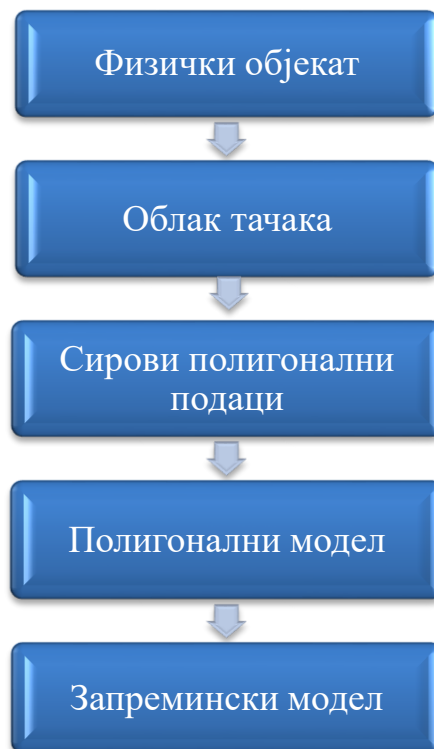 Физички објекат
Облак тачака
Сирови полигонални
подаци
Полигонални модел
Запремински модел